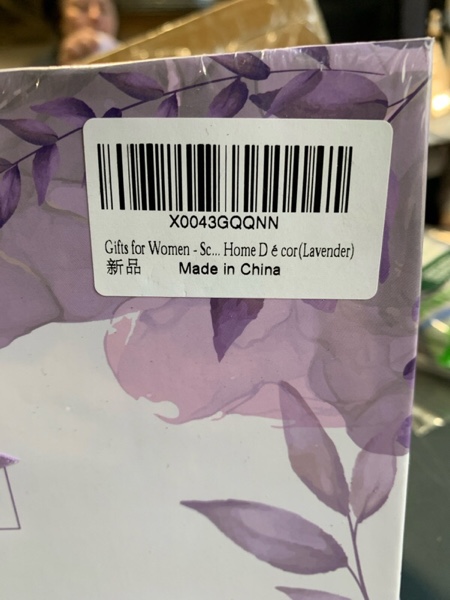 X0043GQQNN
Gifts for Women - Sc... Home D é cor(Lavender)
新品 Made in China